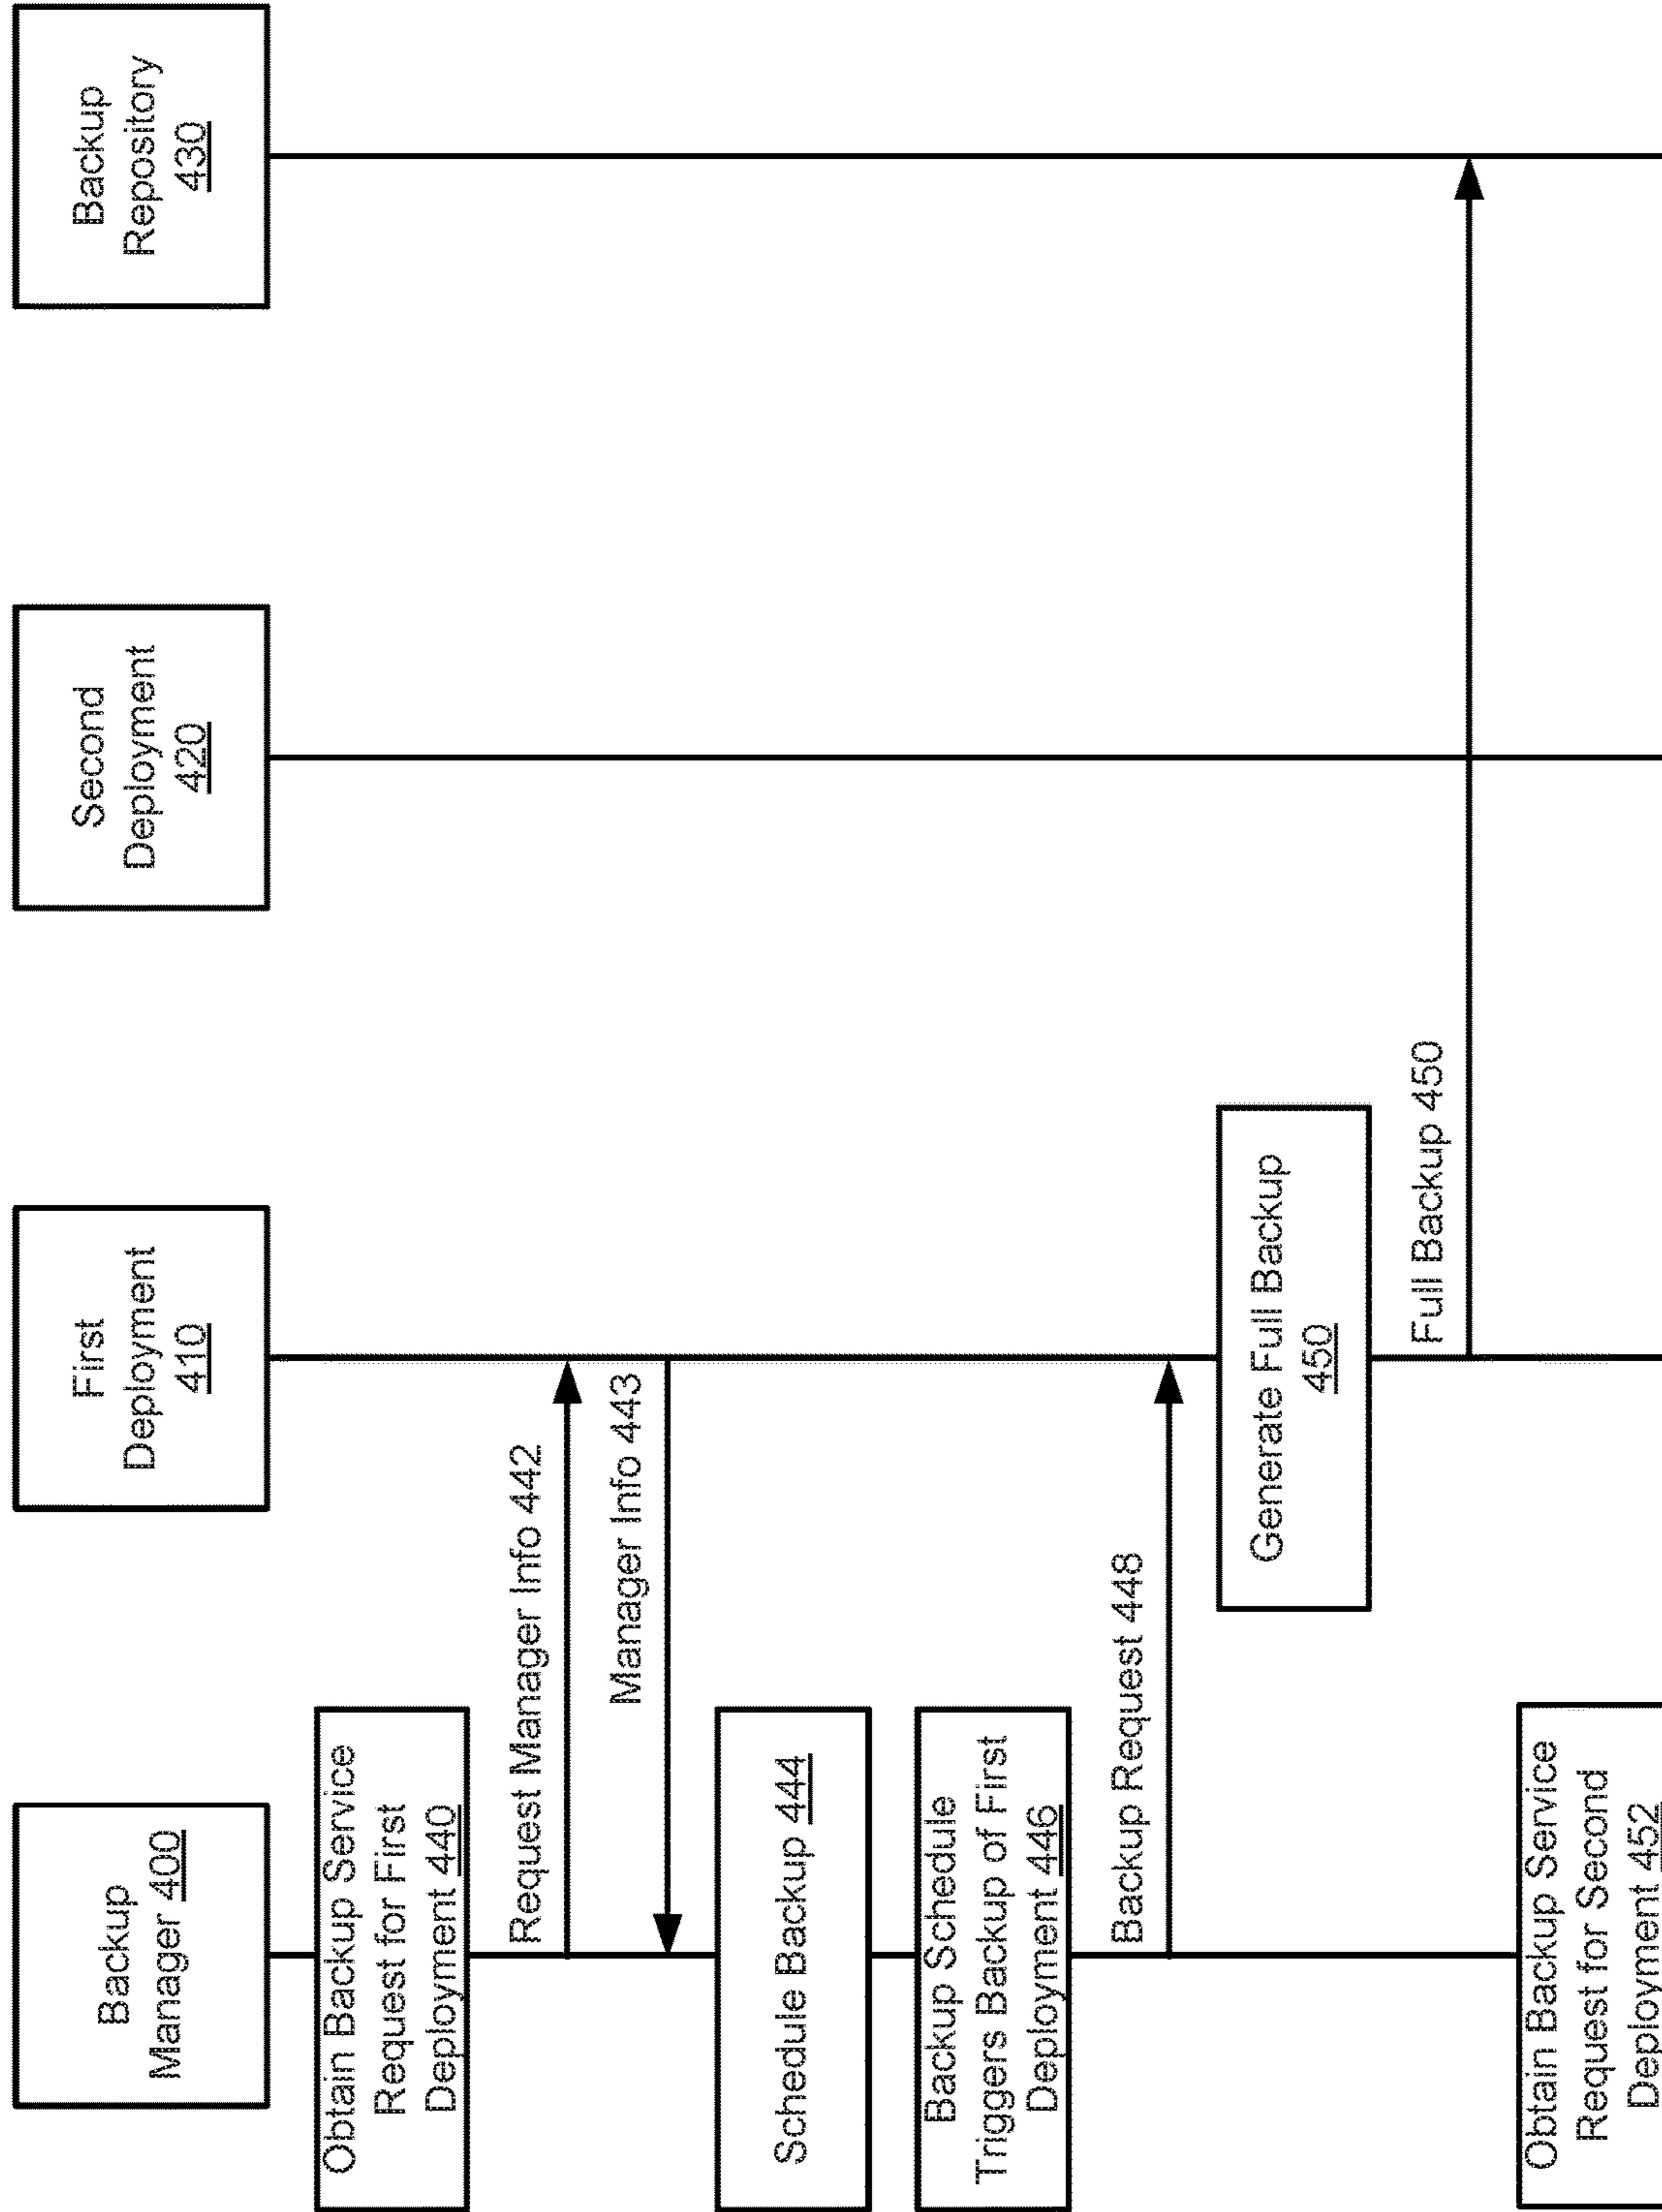 Backup
Manager 400
First
Deployment
410
Second
Deployment
420
Backup
Repository
430
Obtain Backup Service
Request for First
Deployment 440
Request Manager Info 442
Manager Info 443
Schedule Backup 444
Backup Schedule
Triggers Backup of First
Deployment 446
Backup Request 448
Generate Full Backup
450
Full Backup 450
Obtain Backup Service
Request for Second
Deployment 452